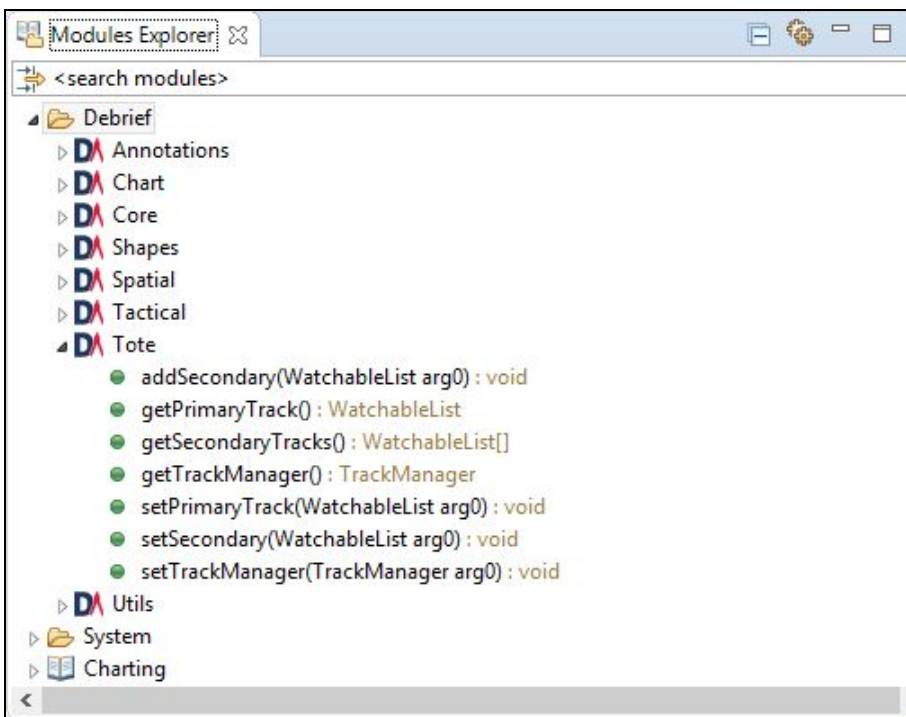 Modules Explorer
<search modules>
Debrief
Annotations
Chart
Core
Shapes
Spatial
Tactical
Tote
addSecondary(WatchableList arg0) : void
getPrimaryTrack() : WatchableList
getSecondaryTracks() : WatchableList[]
getTrackManager() : TrackManager
setPrimaryTrack(WatchableList arg0) : void
setSecondary(WatchableList arg0) : void
setTrackManager(TrackManager arg0) : void
Utils
System
Charting